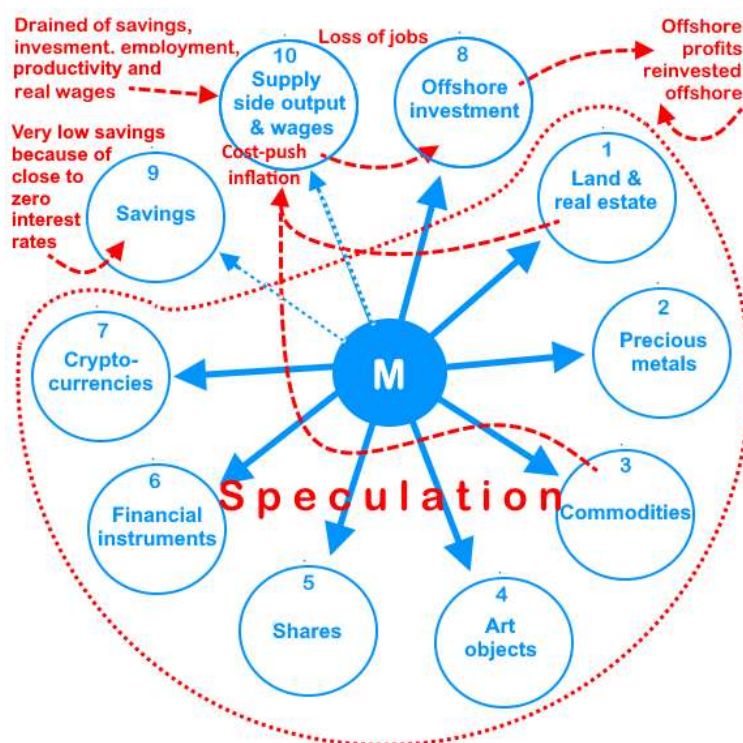 Drained of savings,
invesment, employment,
productivity and
real wages
Loss of jobs
Offshore
profits
reinvested
offshore
10
Supply
side output
& wages
Cost-push
inflation
8
Offshore
investment
Very low savings
because of
close to
zero
interest
rates
9
Savings
1
Land &
real estate
7
Crypto-
currencies
2
Precious
metals
M
6
Financial
instruments
Speculation
3
Commodities
5
Shares
4
Art
objects